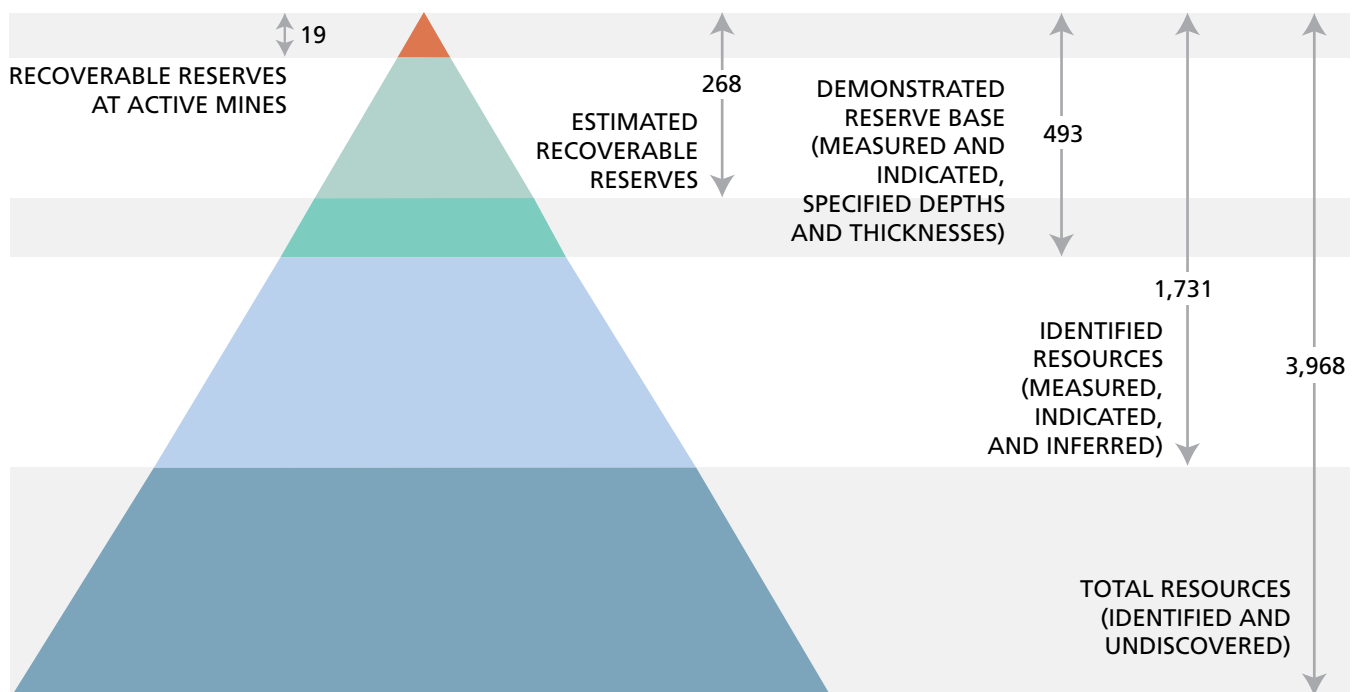 19
RECOVERABLE RESERVES
AT ACTIVE MINES
268
ESTIMATED
RECOVERABLE
RESERVES
DEMONSTRATED
RESERVE BASE
(MEASURED AND
INDICATED,
SPECIFIED DEPTHS
AND THICKNESSES)
493
1,731
IDENTIFIED
RESOURCES
(MEASURED,
INDICATED,
AND INFERRED)
3,968
TOTAL RESOURCES
(IDENTIFIED AND
UNDISCOVERED)